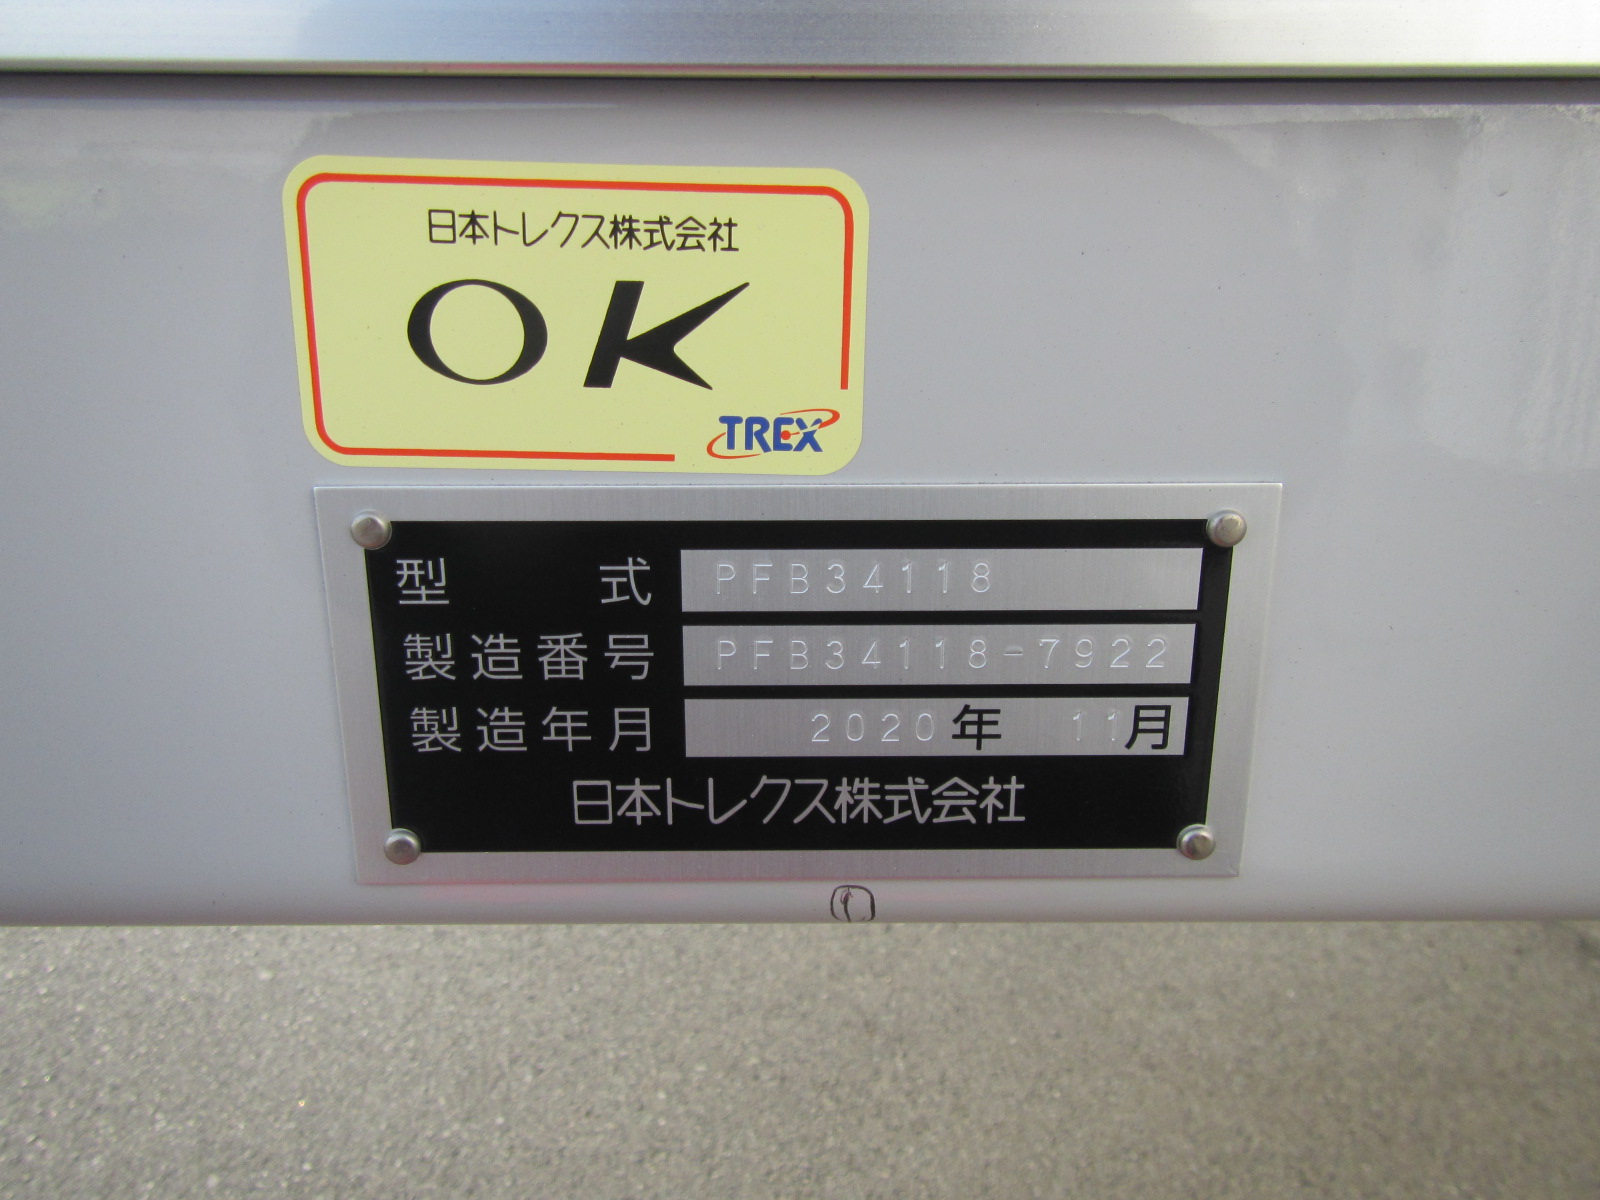 日本トレクス株式会社
OK
TREX
型 式 PFB34118
製造番号 PFB34118-7922
製造年月 2020年 11月
日本トレクス株式会社